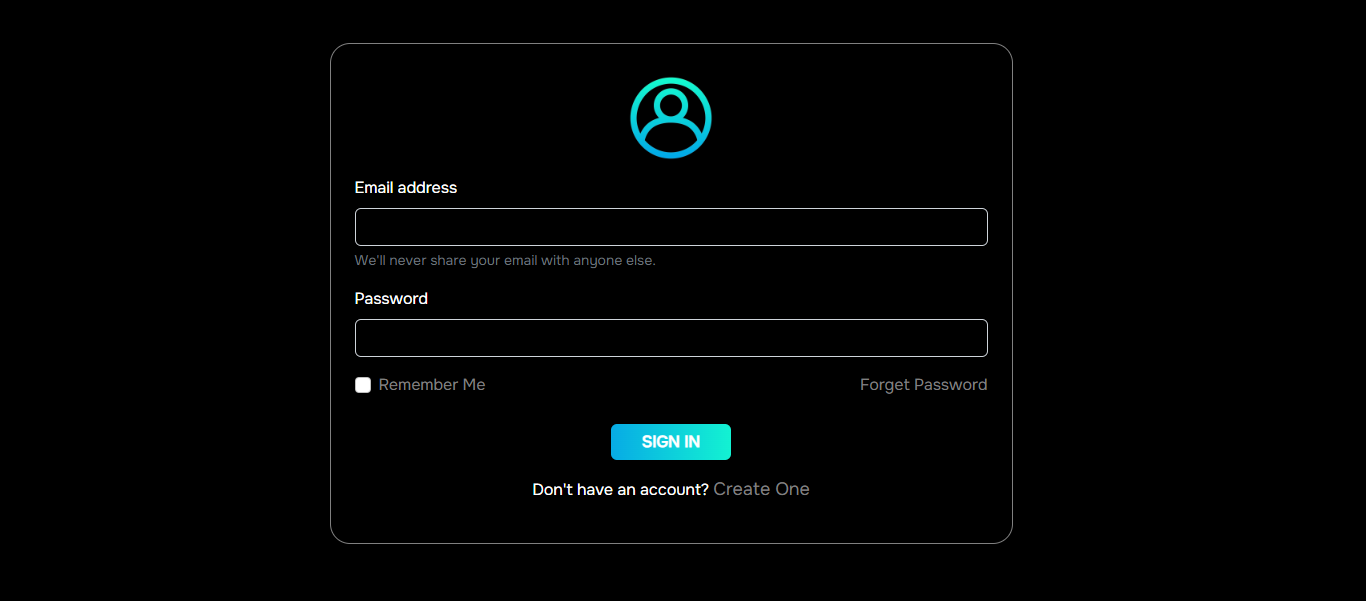 Email address
We'll never share your email with anyone else.
Password
Remember Me Forget Password
SIGN IN
Don't have an account? Create One